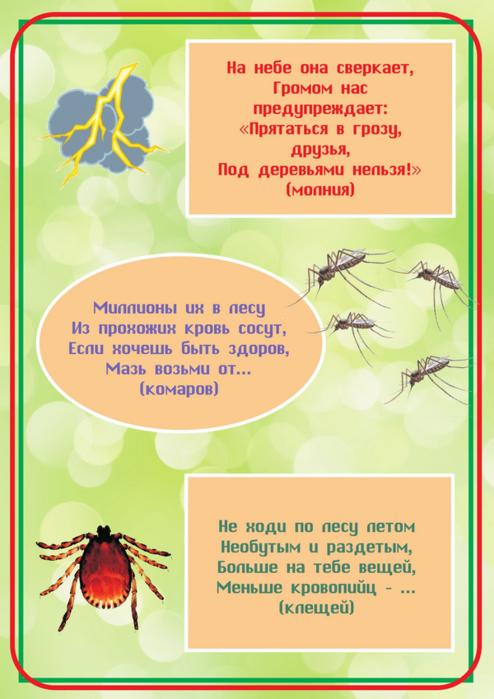 На небе она сверкает,
Громом нас
предупреждает:
«Прятаться в грозу,
друзья,
Под деревьями нельзя!»
(молния)
Миллионы их в лесу
Из прохожих кровь сосут,
Если хочешь быть здоров,
Мазь возьми от...
(комаров)
Не ходи по лесу летом
Необутым и раздетым,
Больше на тебе вещей,
Меньше кровопийц - ...
(клещей)